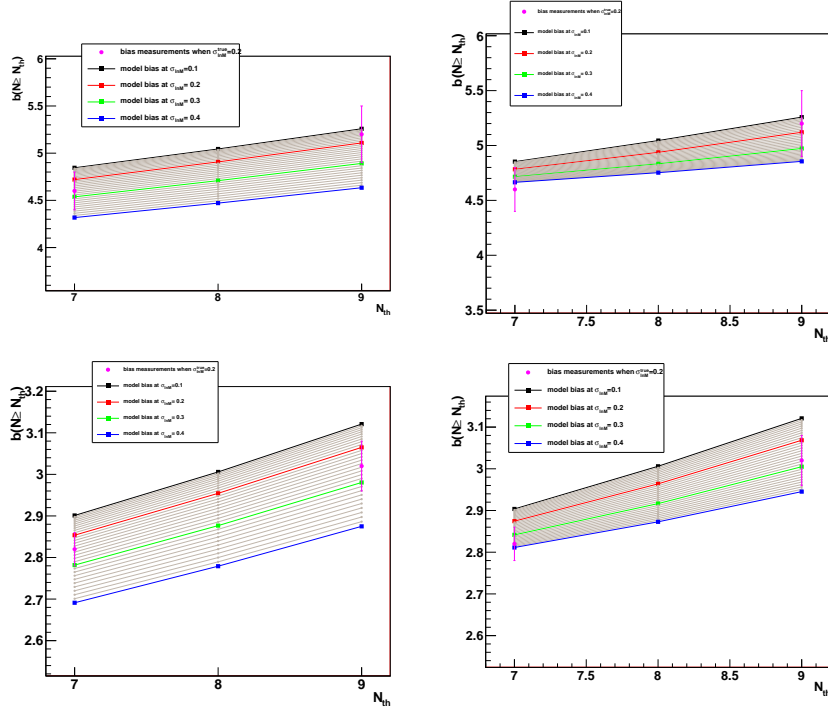 bias measurements when σ_lnM^true=0.2
model bias at σ_lnM=0.1
model bias at σ_lnM= 0.2
model bias at σ_lnM= 0.3
model bias at σ_lnM= 0.4
b(N≥ N_th)
6
5.5
5
4.5
4
7
8
9
N_th
bias measurements when σ_lnM^true=0.2
model bias at σ_lnM=0.1
model bias at σ_lnM= 0.2
model bias at σ_lnM= 0.3
model bias at σ_lnM= 0.4
b(N≥ N_th)
6
5.5
5
4.5
4
3.5
7
7.5
8
8.5
9
N_th
bias measurements when σ_lnM^true=0.2
model bias at σ_lnM=0.1
model bias at σ_lnM= 0.2
model bias at σ_lnM= 0.3
model bias at σ_lnM= 0.4
b(N≥ N_th)
3.2
3.1
3
2.9
2.8
2.7
2.6
7
8
9
N_th
bias measurements when σ_lnM^true=0.2
model bias at σ_lnM=0.1
model bias at σ_lnM= 0.2
model bias at σ_lnM= 0.3
model bias at σ_lnM= 0.4
b(N≥ N_th)
3.1
3
2.9
2.8
2.7
2.6
7
7.5
8
8.5
9
N_th